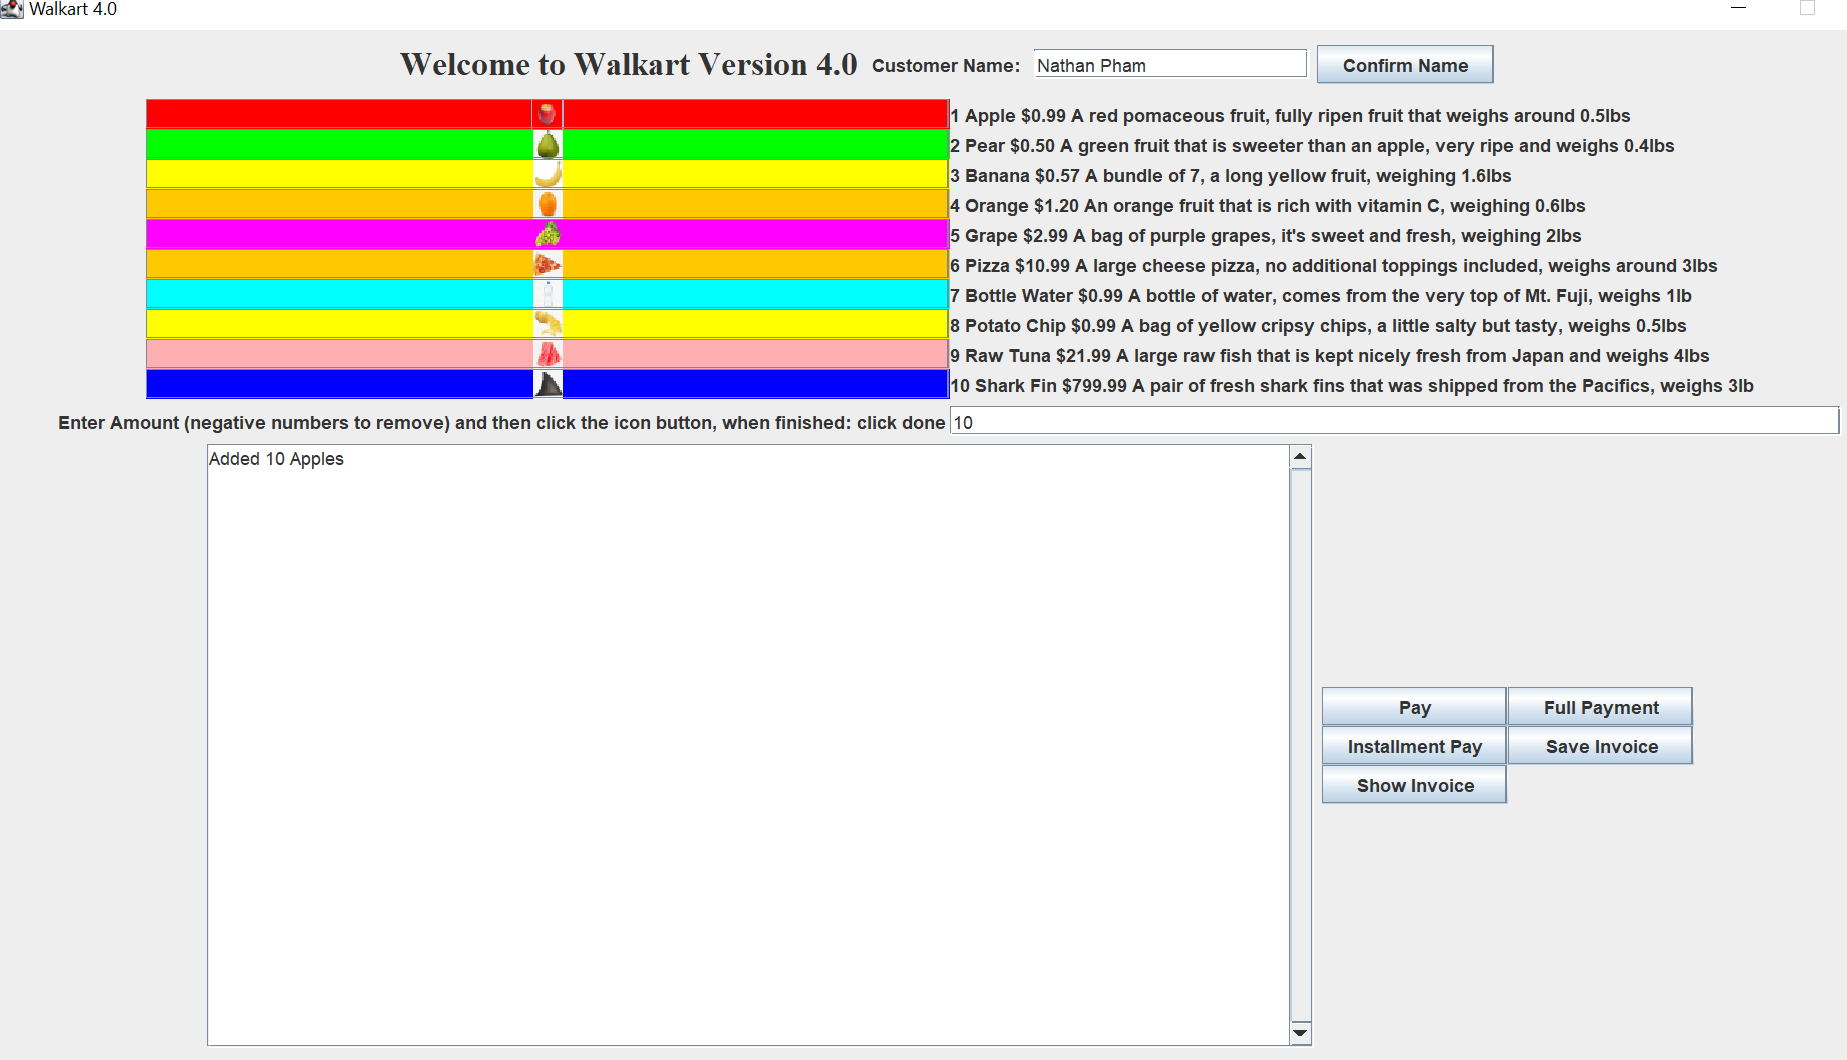 Walkart 4.0
Welcome to Walkart Version 4.0 Customer Name: Nathan Pham Confirm Name
1 Apple $0.99 A red pomaceous fruit, fully ripen fruit that weighs around 0.5lbs
2 Pear $0.50 A green fruit that is sweeter than an apple, very ripe and weighs 0.4lbs
3 Banana $0.57 A bundle of 7, a long yellow fruit, weighing 1.6lbs
4 Orange $1.20 An orange fruit that is rich with vitamin C, weighing 0.6lbs
5 Grape $2.99 A bag of purple grapes, it's sweet and fresh, weighing 2lbs
6 Pizza $10.99 A large cheese pizza, no additional toppings included, weighs around 3lbs
7 Bottle Water $0.99 A bottle of water, comes from the very top of Mt. Fuji, weighs 1lb
8 Potato Chip $0.99 A bag of yellow cripsy chips, a little salty but tasty, weighs 0.5lbs
9 Raw Tuna $21.99 A large raw fish that is kept nicely fresh from Japan and weighs 4lbs
10 Shark Fin $799.99 A pair of fresh shark fins that was shipped from the Pacifics, weighs 3lb
Enter Amount (negative numbers to remove) and then click the icon button, when finished: click done 10
Added 10 Apples
Pay Full Payment
Installment Pay Save Invoice
Show Invoice